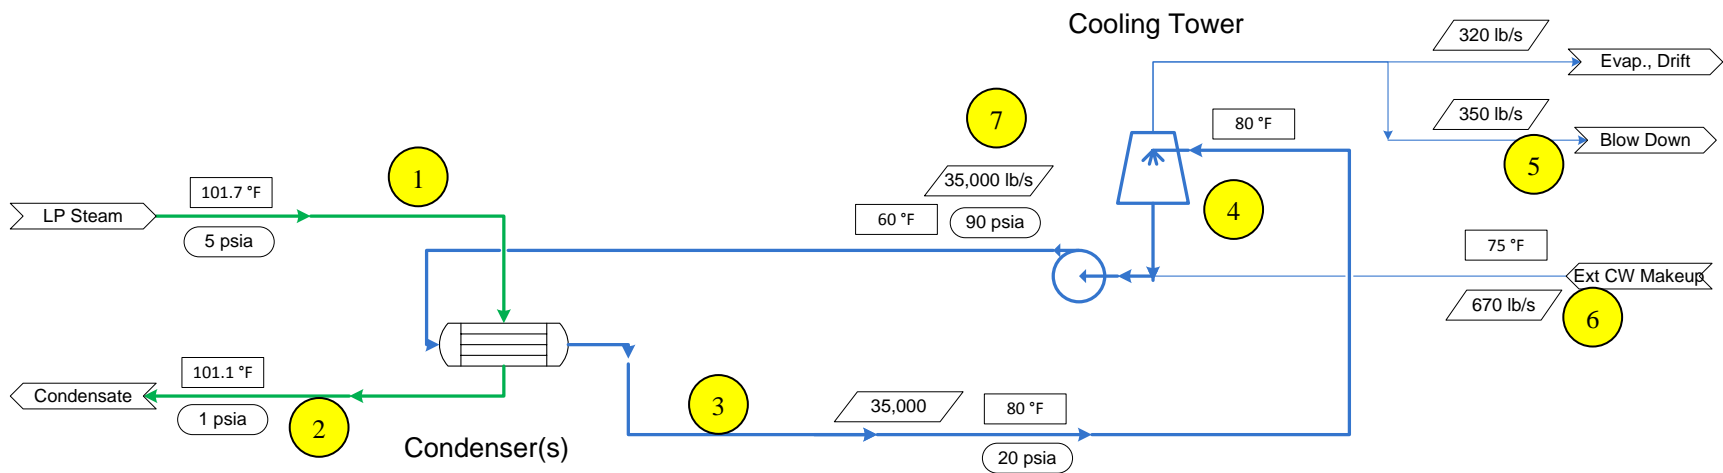 Cooling Tower
320 lb/s
Evap., Drift
7
80 °F
350 lb/s
Blow Down
5
1
101.7 °F
35,000 lb/s
LP Steam
60 °F
90 psia
4
5 psia
75 °F
Ext CW Makeup
670 lb/s
6
101.1 °F
Condensate
3
35,000
80 °F
1 psia
2
Condenser(s)
20 psia